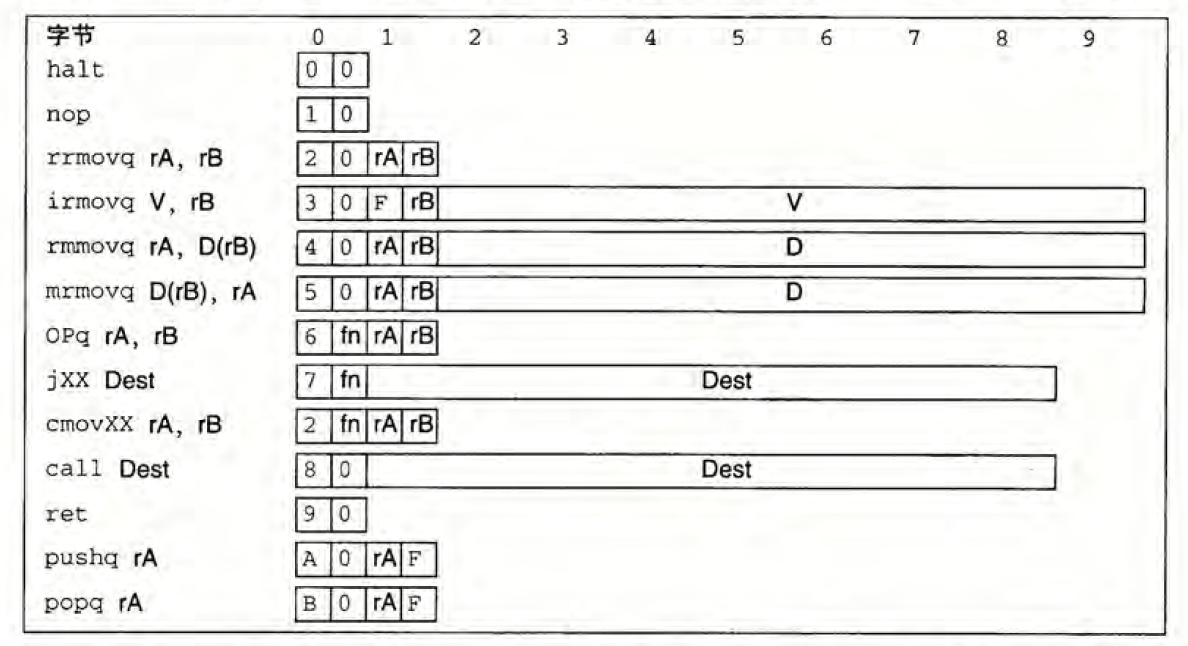 字节 0 1 2 3 4 5 6 7 8 9
halt 0 0
nop 1 0
rrmovq rA, rB 2 0 rA rB
irmovq V, rB 3 0 F rB V
rmmovq rA, D(rB) 4 0 rA rB D
mrmovq D(rB), rA 5 0 rA rB D
OPq rA, rB 6 fn rA rB
jXX Dest 7 fn Dest
cmovXX rA, rB 2 fn rA rB
call Dest 8 0 Dest
ret 9 0
pushq rA A 0 rA F
popq rA B 0 rA F